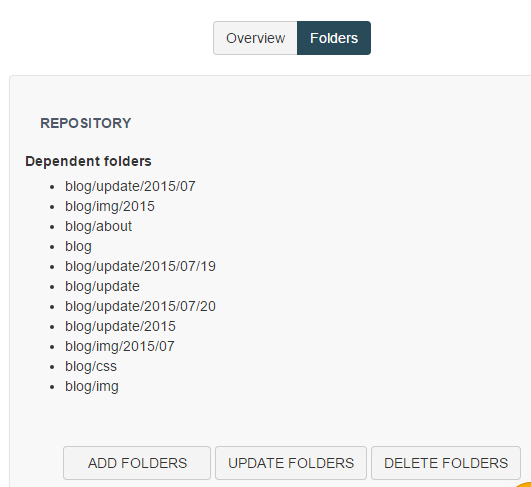 Overview Folders
REPOSITORY
Dependent folders
blog/update/2015/07
blog/img/2015
blog/about
blog
blog/update/2015/07/19
blog/update
blog/update/2015/07/20
blog/update/2015
blog/img/2015/07
blog/css
blog/img
ADD FOLDERS UPDATE FOLDERS DELETE FOLDERS